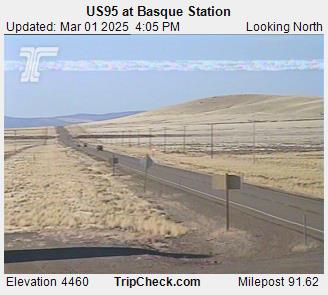 US95 at Basque Station
Updated: Mar 01 2025 4:05 PM Looking North
Elevation 4460 TripCheck.com Milepost 91.62